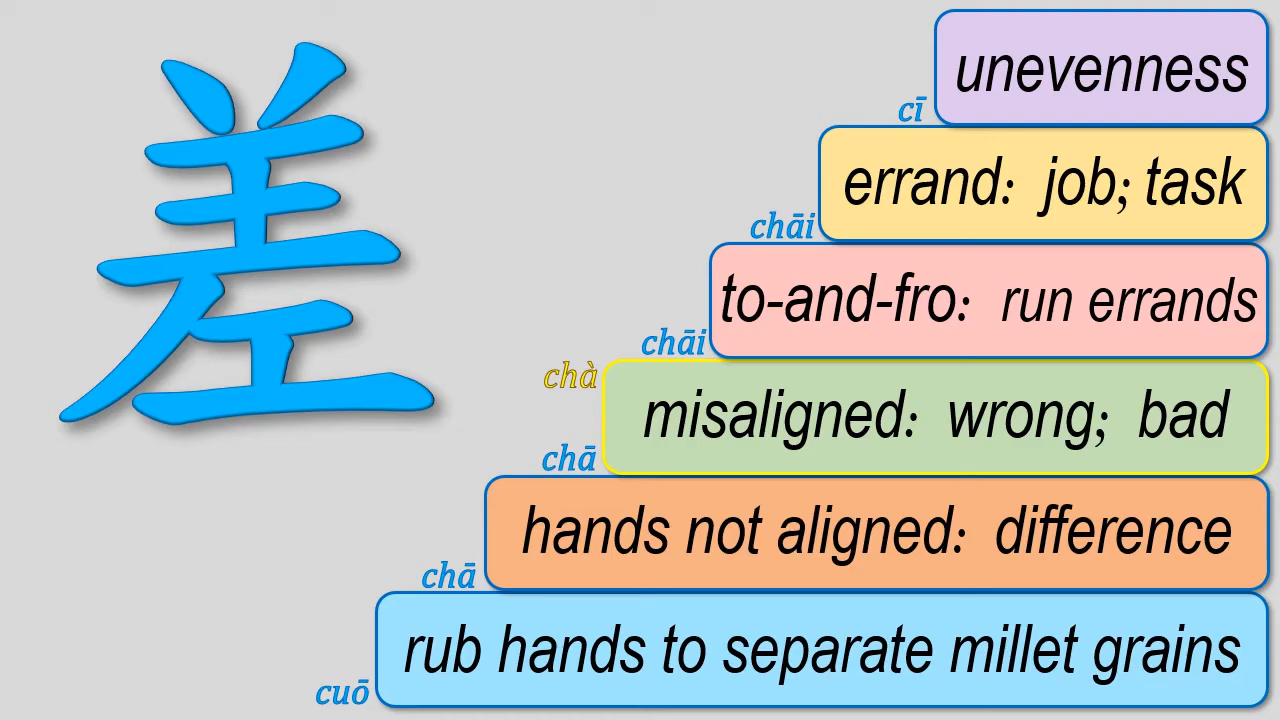 差
unevenness
cī
errand: job; task
chāi
to-and-fro: run errands
chāi
chà
misaligned: wrong; bad
chā
hands not aligned: difference
chā
rub hands to separate millet grains
cuō